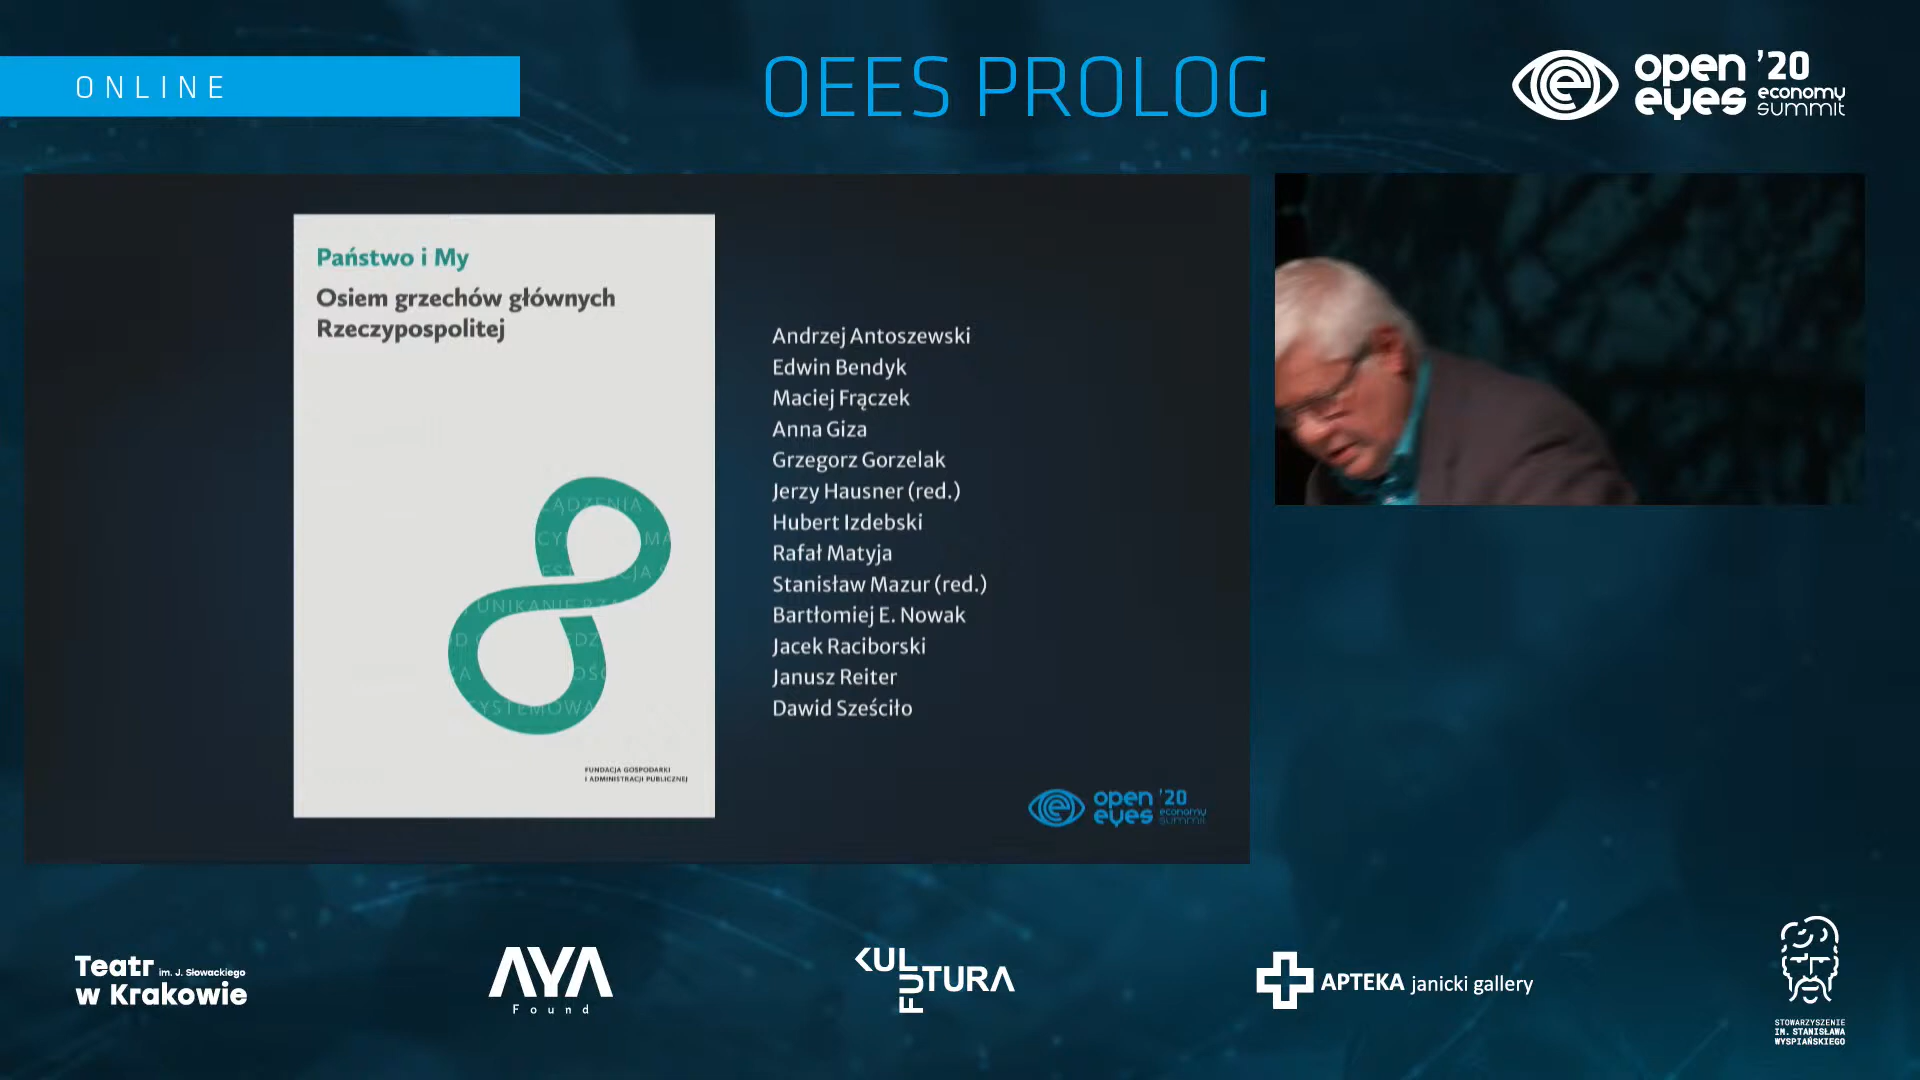 ONLINE
OEES PROLOG
open eyes '20 economy summit
Państwo i My
Osiem grzechów głównych
Rzeczypospolitej
UNIKANIE
FUNDACJA GOSPODARKI
I ADMINISTRACJI PUBLICZNEJ
Andrzej Antoszewski
Edwin Bendyk
Maciej Frączek
Anna Giza
Grzegorz Gorzelak
Jerzy Hausner (red.)
Hubert Izdebski
Rafał Matyja
Stanisław Mazur (red.)
Bartłomiej E. Nowak
Jacek Raciborski
Janusz Reiter
Dawid Sześciło
open eyes '20 economy summit
Teatr im. J. Słowackiego
w Krakowie
AYA
Found
KULTURA
FU
APTEKA janicki gallery
STOWARZYSZENIE
IM. STANISŁAWA
WYSPIAŃSKIEGO